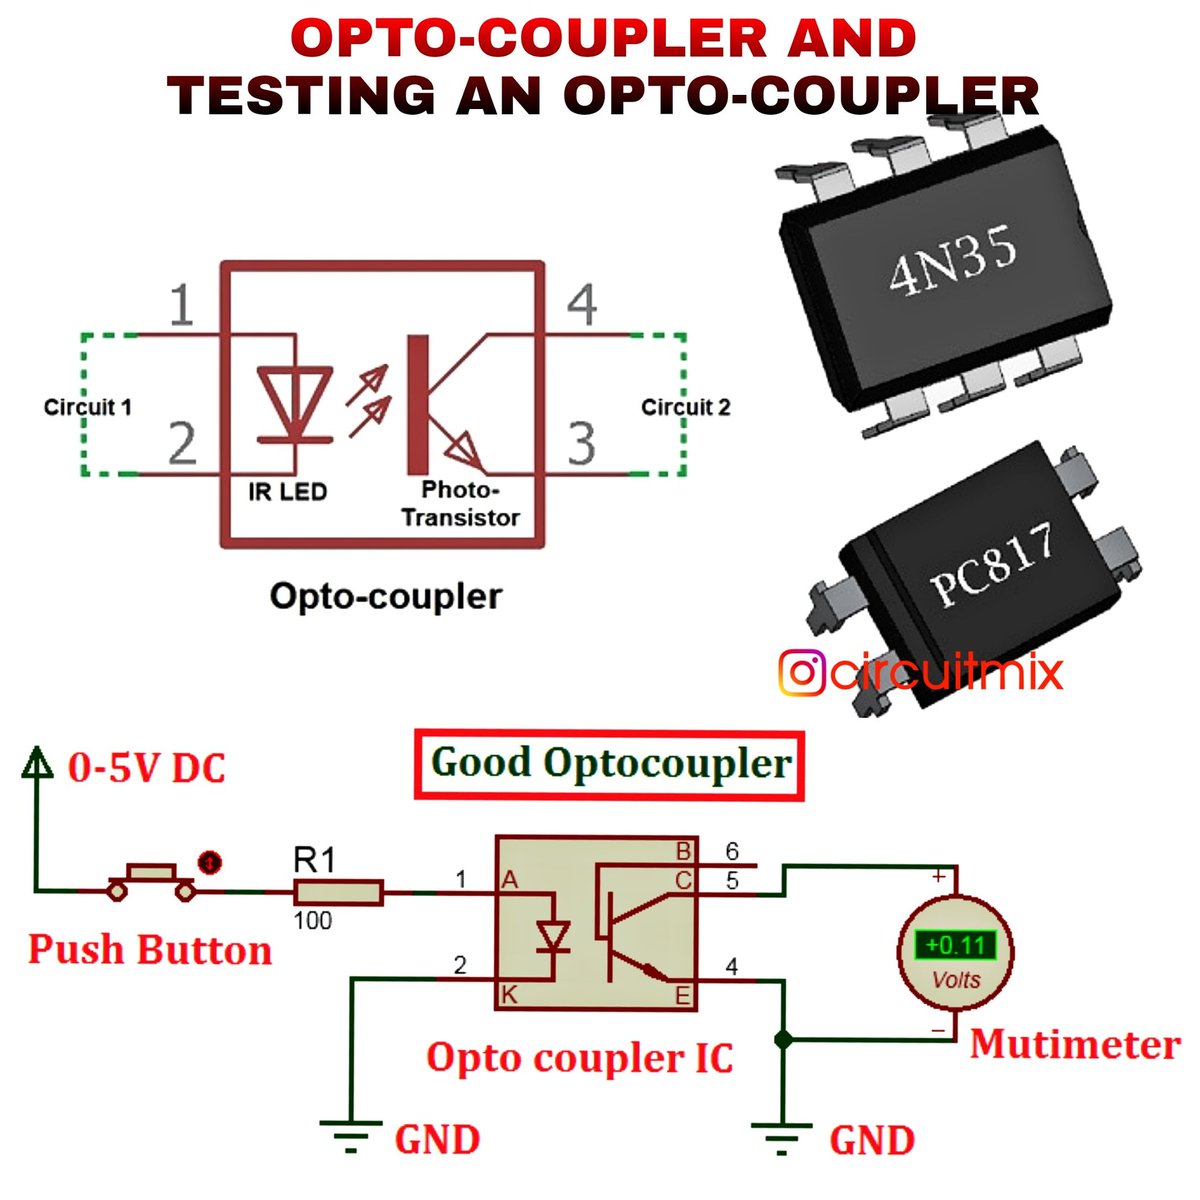 OPTO-COUPLER AND
TESTING AN OPTO-COUPLER
4N35
1
4
Circuit 1
Circuit 2
2
3
IR LED
Photo-
Transistor
Opto-coupler
PC817
circuitmix
Good Optocoupler
0-5V DC
R1
100
Push Button
1
A
2
K
B
6
C
5
4
E
+
+0.11
Volts
−
Mutimeter
Opto coupler IC
GND
GND